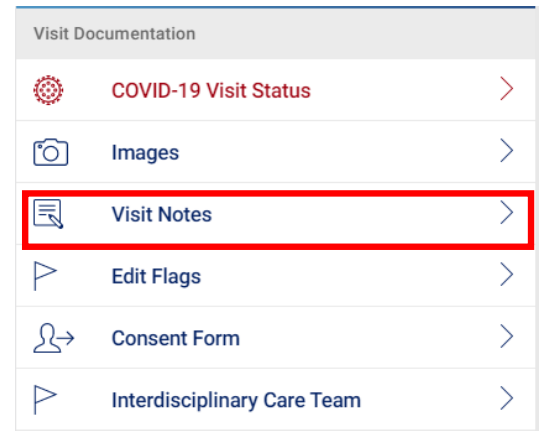 Visit Documentation
COVID-19 Visit Status
Images
Visit Notes
Edit Flags
Consent Form
Interdisciplinary Care Team